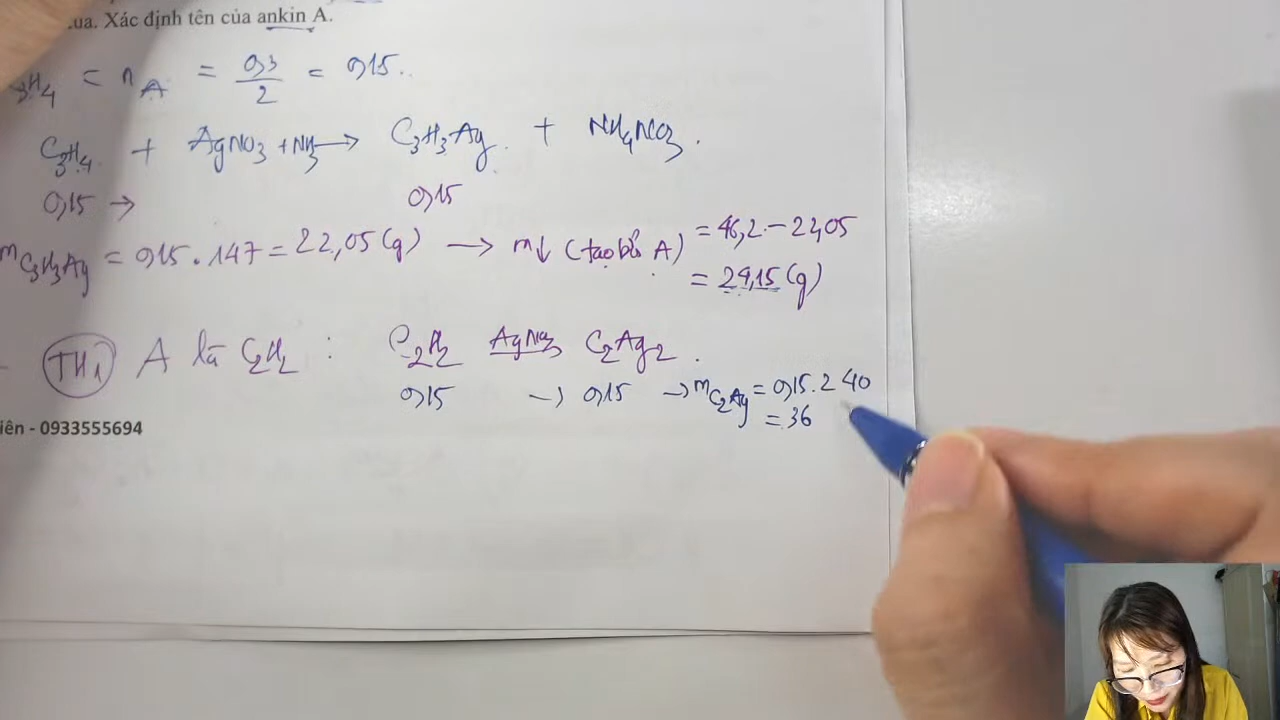 .ua. Xác định tên của ankin A.
3H4 = nA = 0,3/2 = 0,15..
C3H4 + AgNO3 + NH3 → C3H3Ag + NH4NO3.
0,15 → 0,15
mC3H3Ag = 0,15.147 = 22,05 (g) → m↓ (tạo bởi A) = 46,2 - 22,05
= 24,15 (g)
TH1 A là C2H2 : C2H2 AgNO3→ C2Ag2.
0,15 → 0,15 → mC2Ag = 0,15.240
= 36
iên - 0933555694